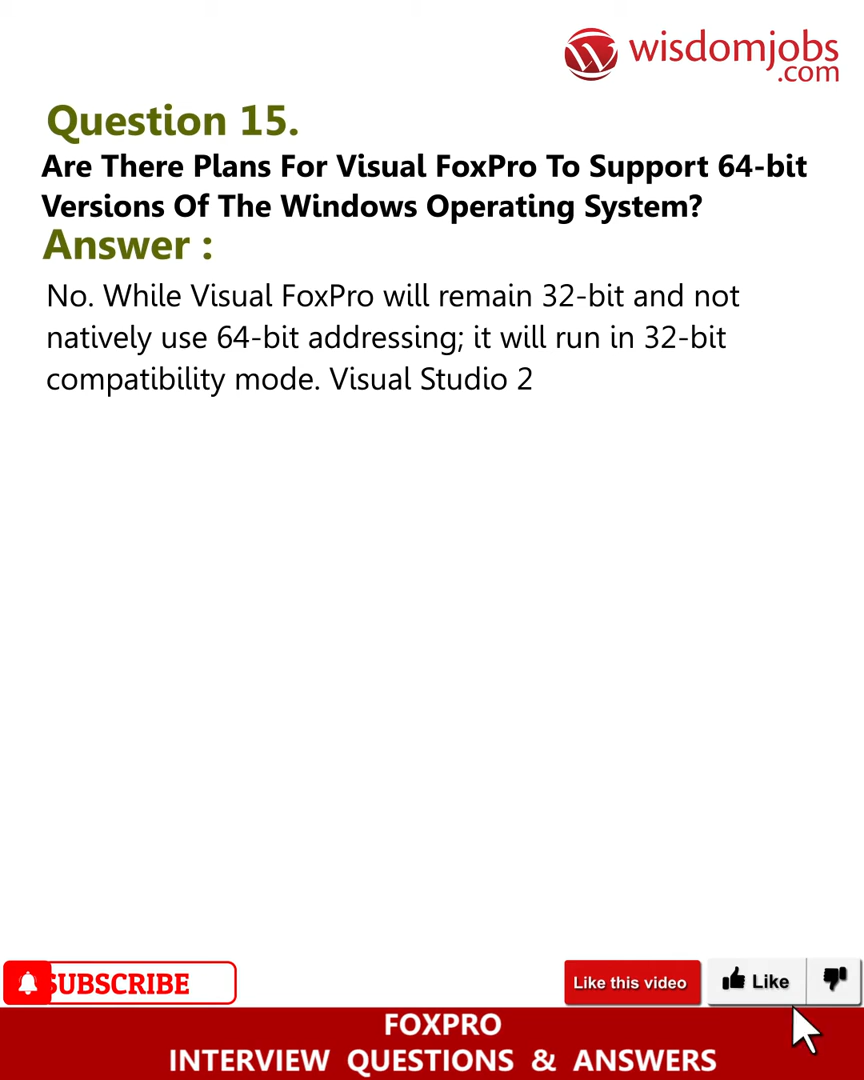 wisdomjobs
.com
Question 15.
Are There Plans For Visual FoxPro To Support 64-bit
Versions Of The Windows Operating System?
Answer :
No. While Visual FoxPro will remain 32-bit and not
natively use 64-bit addressing; it will run in 32-bit
compatibility mode. Visual Studio 2
SUBSCRIBE
Like this video
Like
FOXPRO
INTERVIEW QUESTIONS & ANSWERS